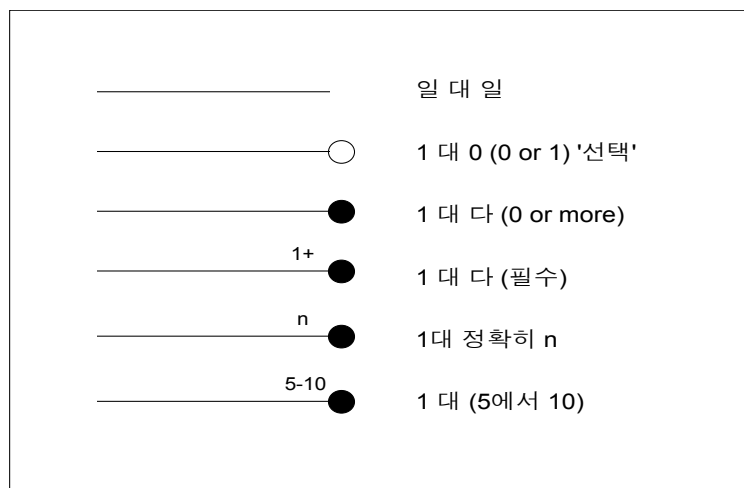 일 대 일
1 대 0 (0 or 1) '선택'
1 대 다 (0 or more)
1+
1 대 다 (필수)
n
1대 정확히 n
5-10
1 대 (5에서 10)